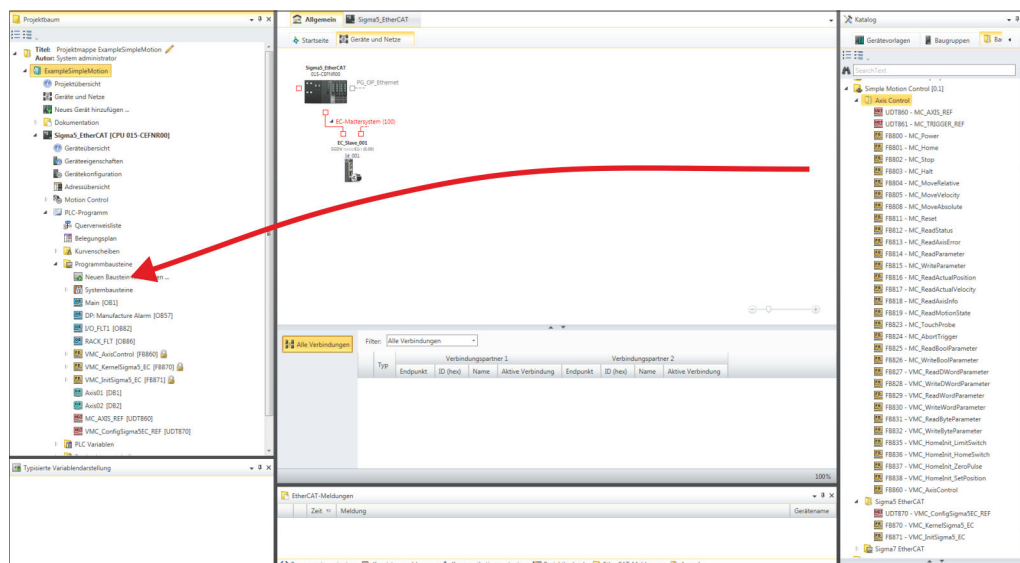 Projektbaum
Titel: Projektmappe ExampleSimpleMotion
Autor: System administrator
ExampleSimpleMotion
Projektübersicht
Geräte und Netze
Neues Gerät hinzufügen ...
Dokumentation
Sigma5_EtherCAT [CPU 015-CEFNR00]
Geräteübersicht
Geräteeigenschaften
Gerätekonfiguration
Adressübersicht
Motion Control
PLC-Programm
Querverweisliste
Belegungsplan
Kurvenscheiben
Programmbausteine
Neuen Baustein
Systembausteine
Main [OB1]
DP: Manufacture Alarm [OB57]
I/O_FLT1 [OB82]
RACK_FLT [OB86]
VMC_AxisControl [FB860]
VMC_KernelSigma5_EC [FB870]
VMC_InitSigma5_EC [FB871]
Axis01 [DB1]
Axis02 [DB2]
MC_AXIS_REF [UDT860]
VMC_ConfigSigma5EC_REF [UDT870]
PLC Variablen
Typisierte Variablendarstellung
Allgemein Sigma5_EtherCAT
Startseite Geräte und Netze
Sigma5_EtherCAT
015-CEFNR00
PG_OP_Ethernet
EC-Mastersystem (100)
EC_Slave_001
Alle Verbindungen
Filter: Alle Verbindungen
Verbindungspartner 1 Verbindungspartner 2
Typ Endpunkt ID (hex) Name Aktive Verbindung Endpunkt ID (hex) Name Aktive Verbindung
100%
EtherCAT-Meldungen
Zeit Meldung Gerätename
Katalog
Gerätevorlagen Baugruppen Bau
SearchText
Simple Motion Control [0.1]
Axis Control
UDT860 - MC_AXIS_REF
UDT861 - MC_TRIGGER_REF
FB800 - MC_Power
FB801 - MC_Home
FB802 - MC_Stop
FB803 - MC_Halt
FB804 - MC_MoveRelative
FB805 - MC_MoveVelocity
FB808 - MC_MoveAbsolute
FB811 - MC_Reset
FB812 - MC_ReadStatus
FB813 - MC_ReadAxisError
FB814 - MC_ReadParameter
FB815 - MC_WriteParameter
FB816 - MC_ReadActualPosition
FB817 - MC_ReadActualVelocity
FB818 - MC_ReadAxisInfo
FB819 - MC_ReadMotionState
FB823 - MC_TouchProbe
FB824 - MC_AbortTrigger
FB825 - MC_ReadBoolParameter
FB826 - MC_WriteBoolParameter
FB827 - VMC_ReadDWordParameter
FB828 - VMC_WriteDWordParameter
FB829 - VMC_ReadWordParameter
FB830 - VMC_WriteWordParameter
FB831 - VMC_ReadByteParameter
FB832 - VMC_WriteByteParameter
FB835 - VMC_HomeInit_LimitSwitch
FB836 - VMC_HomeInit_HomeSwitch
FB837 - VMC_HomeInit_ZeroPulse
FB838 - VMC_HomeInit_SetPosition
FB860 - VMC_AxisControl
Sigma5 EtherCAT
UDT870 - VMC_ConfigSigma5EC_REF
FB870 - VMC_KernelSigma5_EC
FB871 - VMC_InitSigma5_EC
Sigma7 EtherCAT